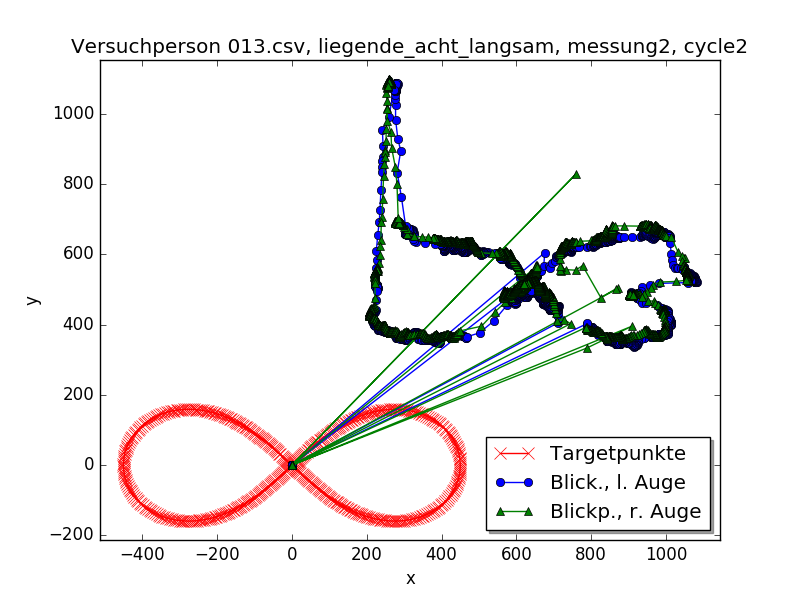 Versuchperson 013.csv, liegende_acht_langsam, messung2, cycle2
y
1000
800
600
400
200
0
−200
−400 −200 0 200 400 600 800 1000
x
Targetpunkte
Blick., l. Auge
Blickp., r. Auge